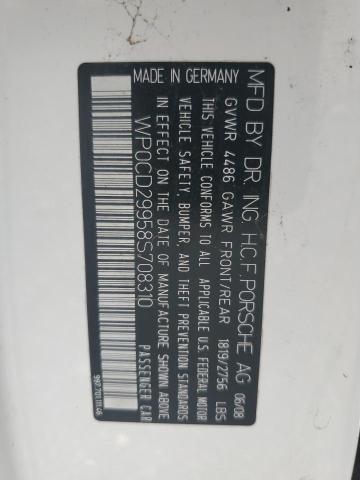 MFD BY DR. ING H.C.F. PORSCHE AG 06/08
GVWR 4486 GAWR FRONT/REAR 1819/2756 LBS
THIS VEHICLE CONFORMS TO ALL APPLICABLE U.S. FEDERAL MOTOR
VEHICLE SAFETY, BUMPER, AND THEFT PREVENTION STANDARDS
IN EFFECT ON THE DATE OF MANUFACTURE SHOWN ABOVE
MADE IN GERMANY
WP0CD29958S708310
PASSENGER CAR